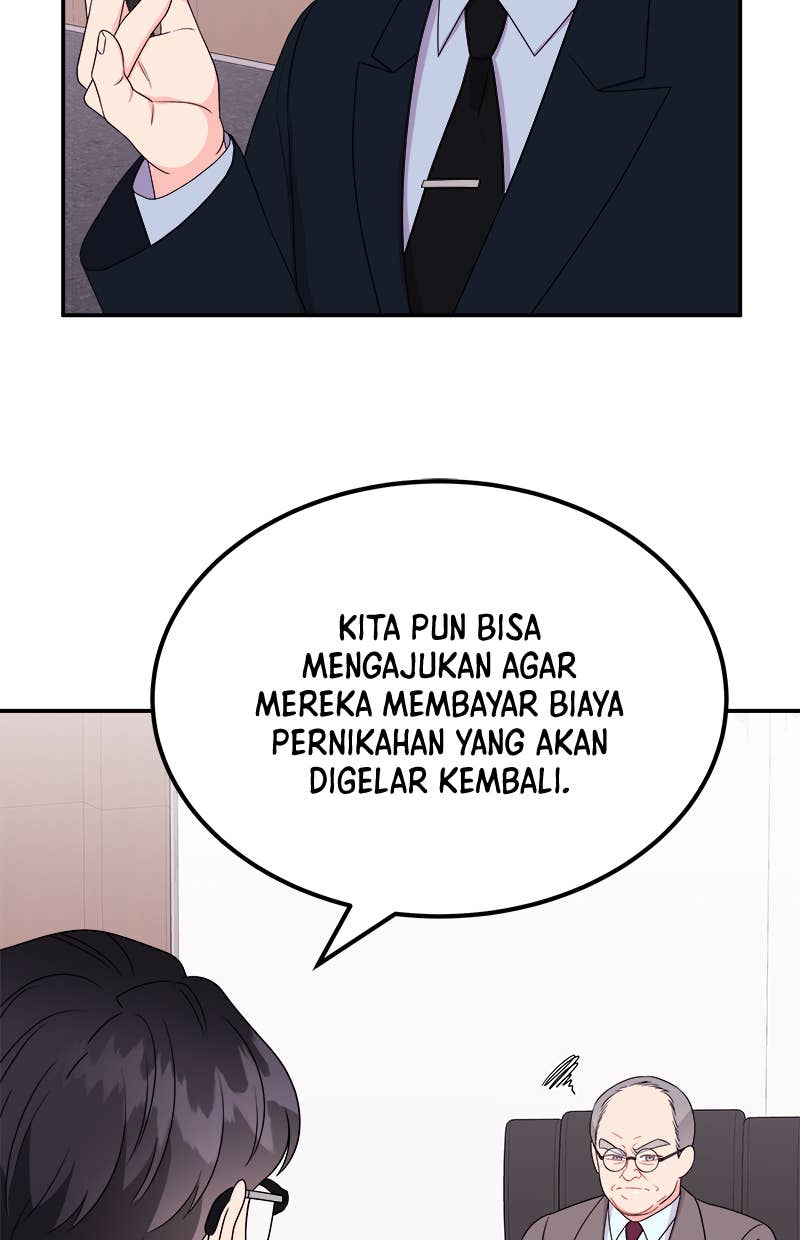 KITA PUN BISA
MENGAJUKAN AGAR
MEREKA MEMBAYAR BIAYA
PERNIKAHAN YANG AKAN
DIGELAR KEMBALI.